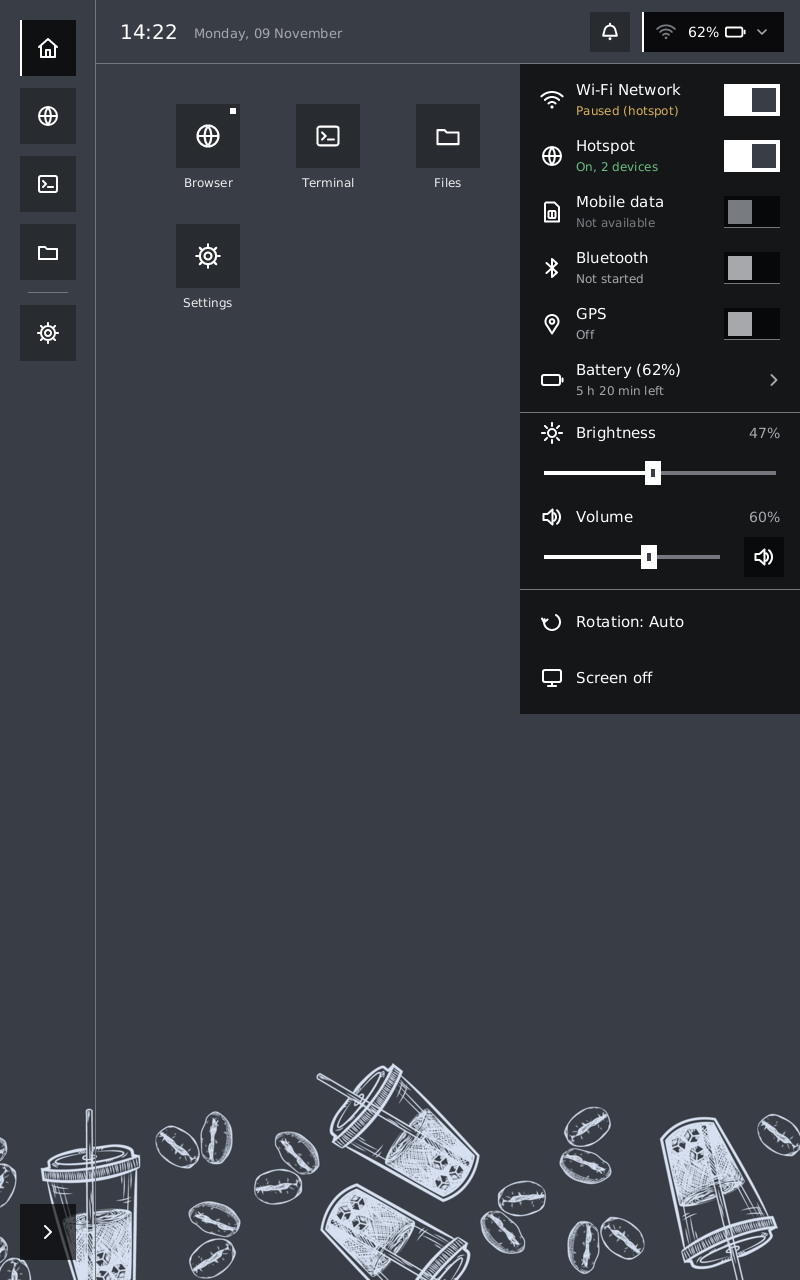 14:22 Monday, 09 November
62%
Wi-Fi Network
Paused (hotspot)
Hotspot
On, 2 devices
Mobile data
Not available
Bluetooth
Not started
GPS
Off
Battery (62%)
5 h 20 min left
Brightness 47%
Volume 60%
Rotation: Auto
Screen off
Browser Terminal Files
Settings